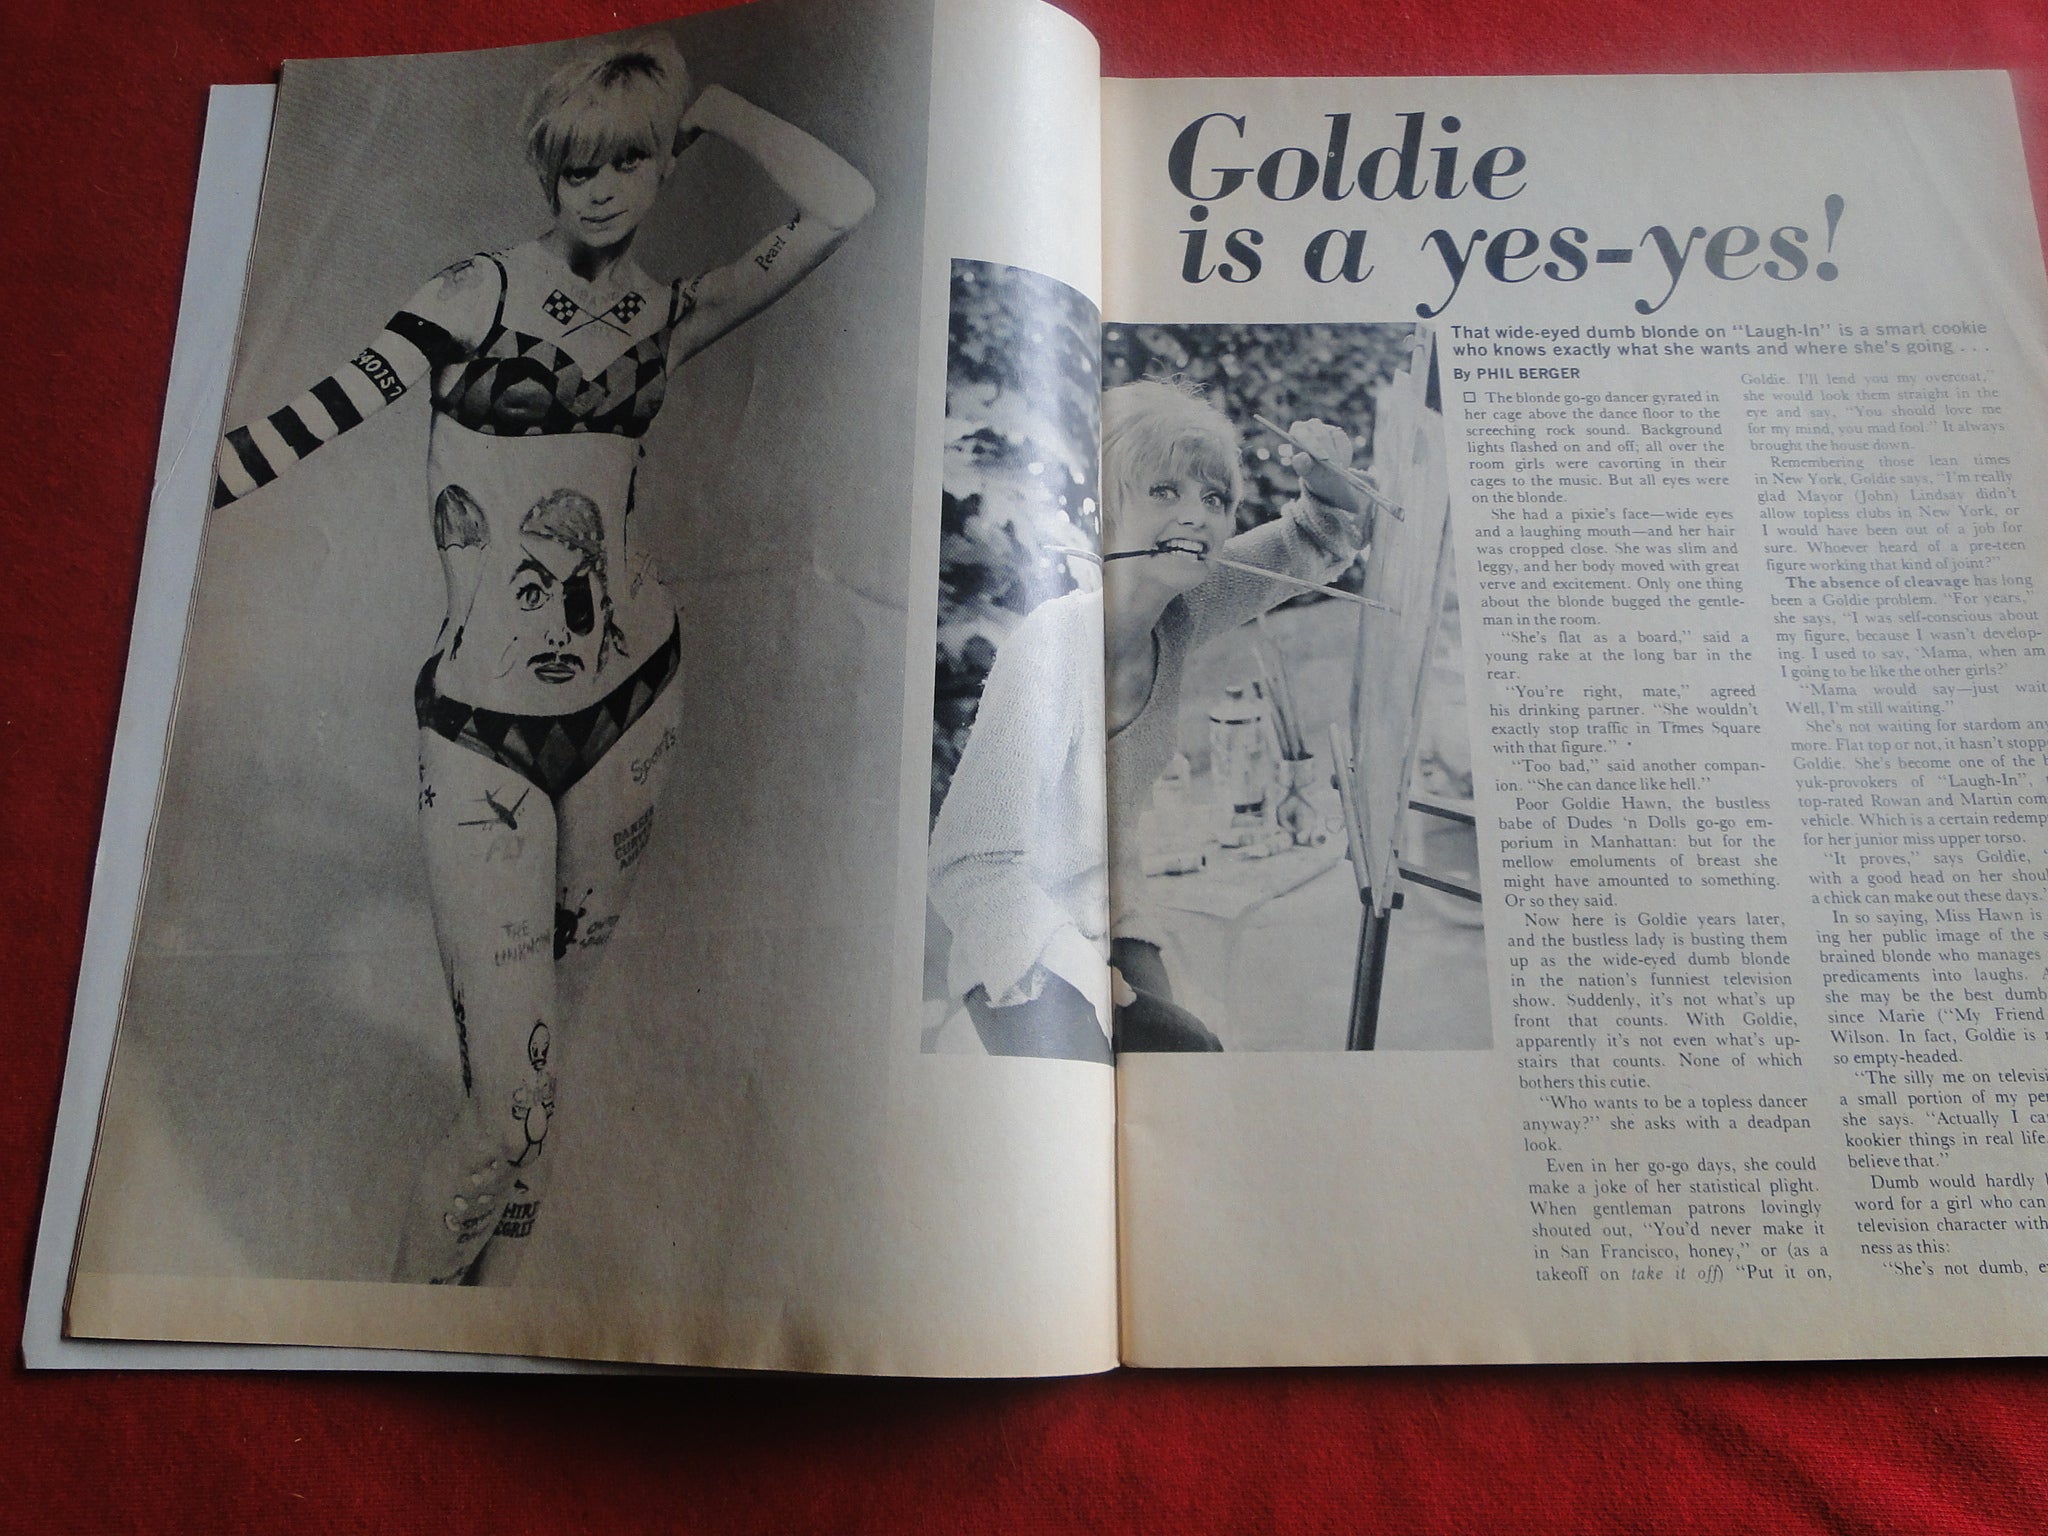 Pearl
340157
Sports
FLY
THE
UNKNOWN
Goldie
is a yes-yes!
That wide-eyed dumb blonde on "Laugh-In" is a smart cookie
who knows exactly what she wants and where she's going . . .
By PHIL BERGER
□ The blonde go-go dancer gyrated in
her cage above the dance floor to the
screeching rock sound. Background
lights flashed on and off; all over the
room girls were cavorting in their
cages to the music. But all eyes were
on the blonde.
She had a pixie's face—wide eyes
and a laughing mouth—and her hair
was cropped close. She was slim and
leggy, and her body moved with great
verve and excitement. Only one thing
about the blonde bugged the gentle-
man in the room.
"She's flat as a board," said a
young rake at the long bar in the
rear.
"You're right, mate," agreed
his drinking partner. "She wouldn't
exactly stop traffic in Times Square
with that figure."
"Too bad," said another compan-
ion. "She can dance like hell."
Poor Goldie Hawn, the bustless
babe of Dudes 'n Dolls go-go em-
porium in Manhattan: but for the
mellow emoluments of breast she
might have amounted to something.
Or so they said.
Now here is Goldie years later,
and the bustless lady is busting them
up as the wide-eyed dumb blonde
in the nation's funniest television
show. Suddenly, it's not what's up
front that counts. With Goldie,
apparently it's not even what's up-
stairs that counts. None of which
bothers this cutie.
"Who wants to be a topless dancer
anyway?" she asks with a deadpan
look.
Even in her go-go days, she could
make a joke of her statistical plight.
When gentleman patrons lovingly
shouted out, "You'd never make it
in San Francisco, honey," or (as a
takeoff on take it off) "Put it on,
Goldie. I'll lend you my overcoat,"
she would look them straight in the
eye and say, "You should love me
for my mind, you mad fool." It always
brought the house down.
Remembering those lean times
in New York, Goldie says, "I'm really
glad Mayor (John) Lindsay didn't
allow topless clubs in New York, or
I would have been out of a job for
sure. Whoever heard of a pre-teen
figure working that kind of joint?"
The absence of cleavage has long
been a Goldie problem. "For years,"
she says, "I was self-conscious about
my figure, because I wasn't develop-
ing. I used to say, 'Mama, when am
I going to be like the other girls?'
"Mama would say—just wait
Well, I'm still waiting."
She's not waiting for stardom any
more. Flat top or not, it hasn't stopp
Goldie. She's become one of the b
yuk-provokers of "Laugh-In",
top-rated Rowan and Martin com
vehicle. Which is a certain redemp
for her junior miss upper torso.
"It proves," says Goldie, "
with a good head on her shou
a chick can make out these days."
In so saying, Miss Hawn is
ing her public image of the s
brained blonde who manages
predicaments into laughs. A
she may be the best dumb
since Marie ("My Friend
Wilson. In fact, Goldie is
so empty-headed.
"The silly me on televisi
a small portion of my per
she says. "Actually I ca
kookier things in real life.
believe that."
Dumb would hardly b
word for a girl who can
television character with
ness as this:
"She's not dumb, e